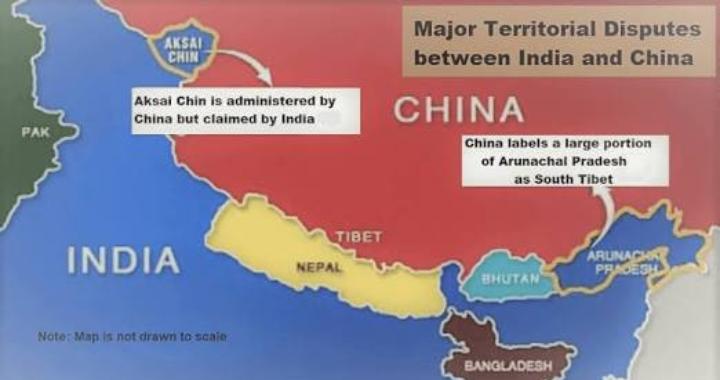 Major Territorial Disputes
between India and China
AKSAI
CHIN
Aksai Chin is administered by
China but claimed by India
CHINA
PAK
China labels a large portion
of Arunachal Pradesh
as South Tibet
TIBET
INDIA
NEPAL
BHUTAN
ARUNACHAL
PRADESH
Note: Map is not drawn to scale
BANGLADESH